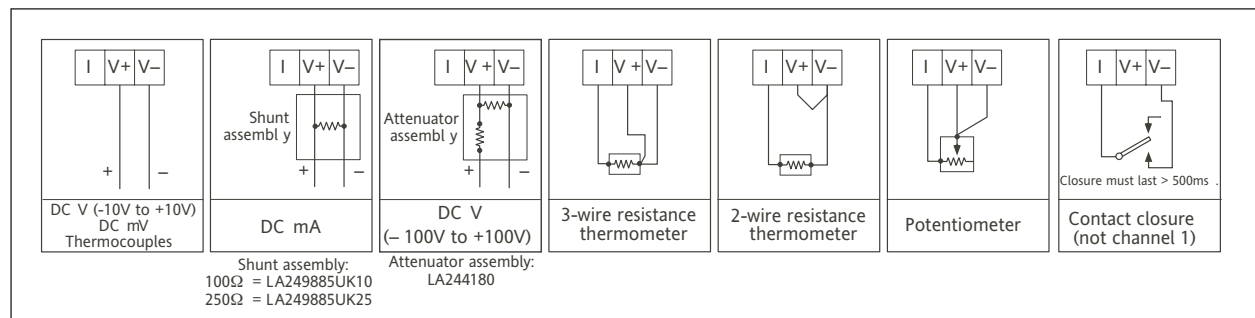 I V+ V–
+ –
DC V (-10V to +10V)
DC mV
Thermocouples
I V+ V–
Shunt
assembl y
+ –
DC mA
Shunt assembly:
100Ω = LA249885UK10
250Ω = LA249885UK25
I V + V–
Attenuator
assembl y
+ –
DC V
(– 100V to +100V)
Attenuator assembly:
LA244180
I V+ V–
3-wire resistance
thermometer
I V+ V–
2-wire resistance
thermometer
I V+ V–
Potentiometer
I V+ V–
Closure must last > 500ms .
Contact closure
(not channel 1)